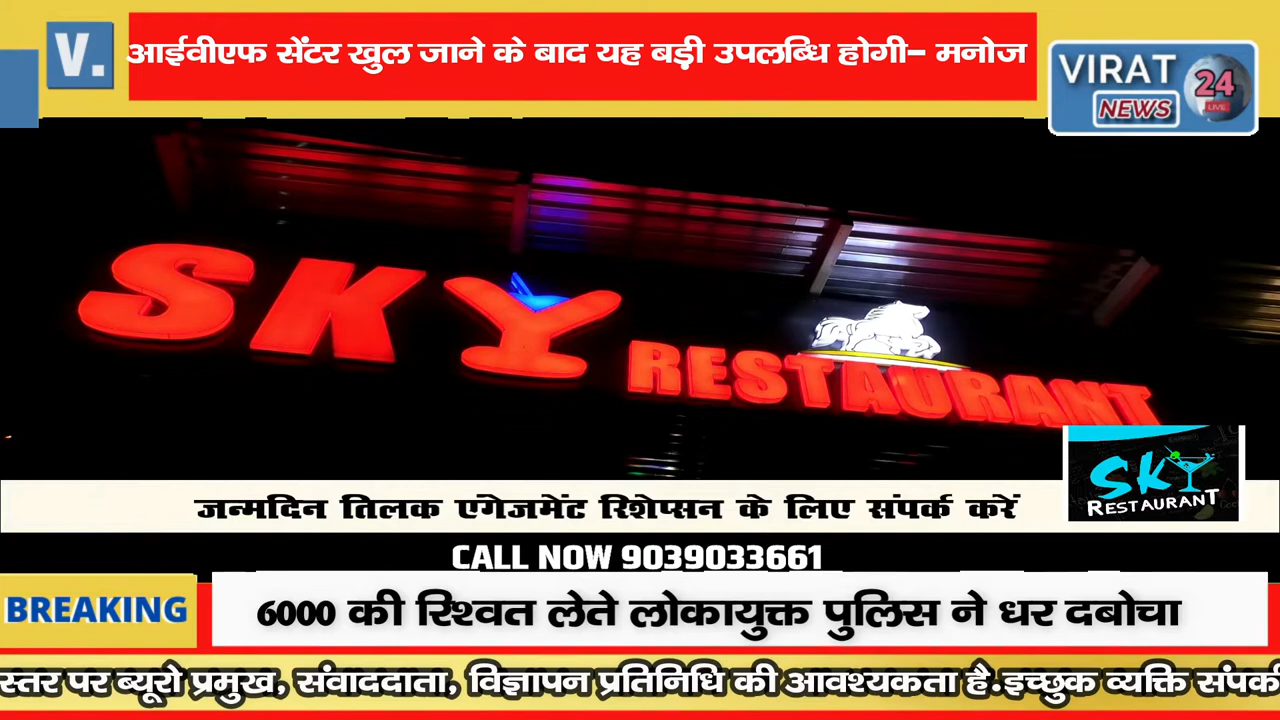 V.
आईवीएफ सेंटर खुल जाने के बाद यह बड़ी उपलब्धि होगी- मनोज
VIRAT
24
LIVE
NEWS
SKY
RESTAURANT
SKY
RESTAURANT
जन्मदिन तिलक एंगेजमेंट रिशेप्सन के लिए संपर्क करें
CALL NOW 9039033661
BREAKING
6000 की रिश्वत लेते लोकायुक्त पुलिस ने धर दबोचा
स्तर पर ब्यूरो प्रमुख, संवाददाता, विज्ञापन प्रतिनिधि की आवश्यकता है.इच्छुक व्यक्ति संपर्क